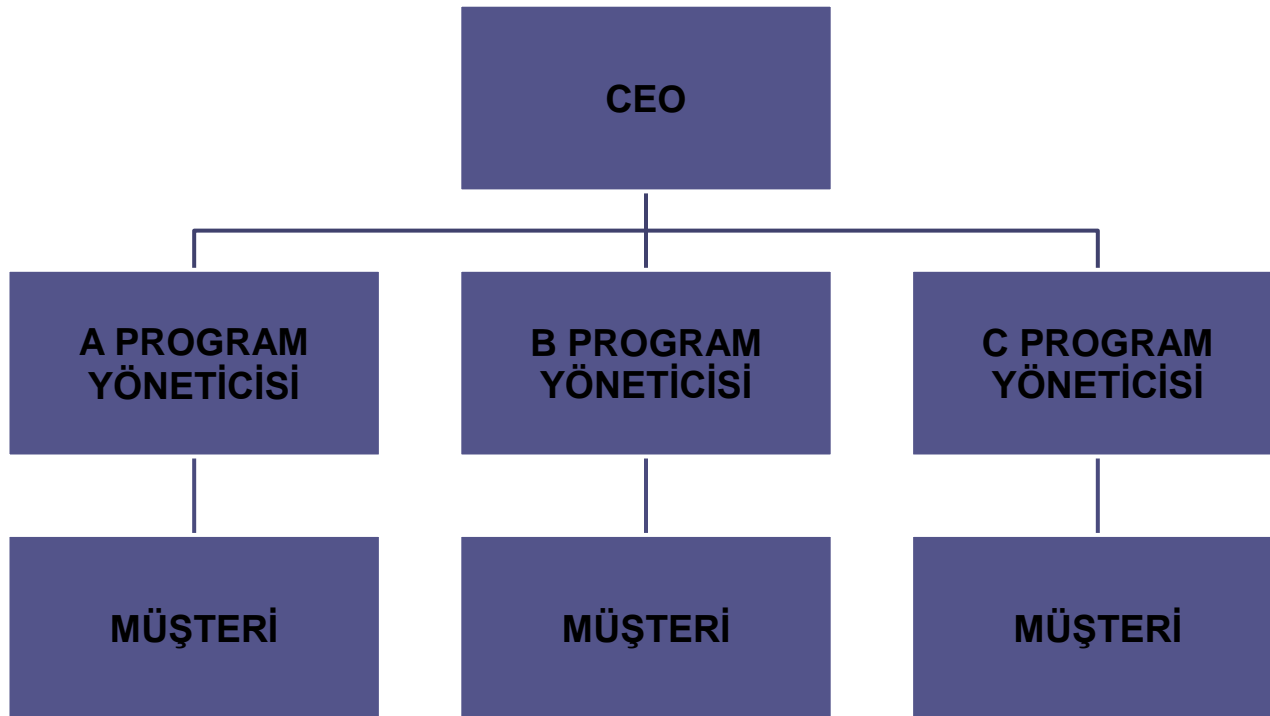 CEO
A PROGRAM
YÖNETİCİSİ
B PROGRAM
YÖNETİCİSİ
C PROGRAM
YÖNETİCİSİ
MÜŞTERİ
MÜŞTERİ
MÜŞTERİ